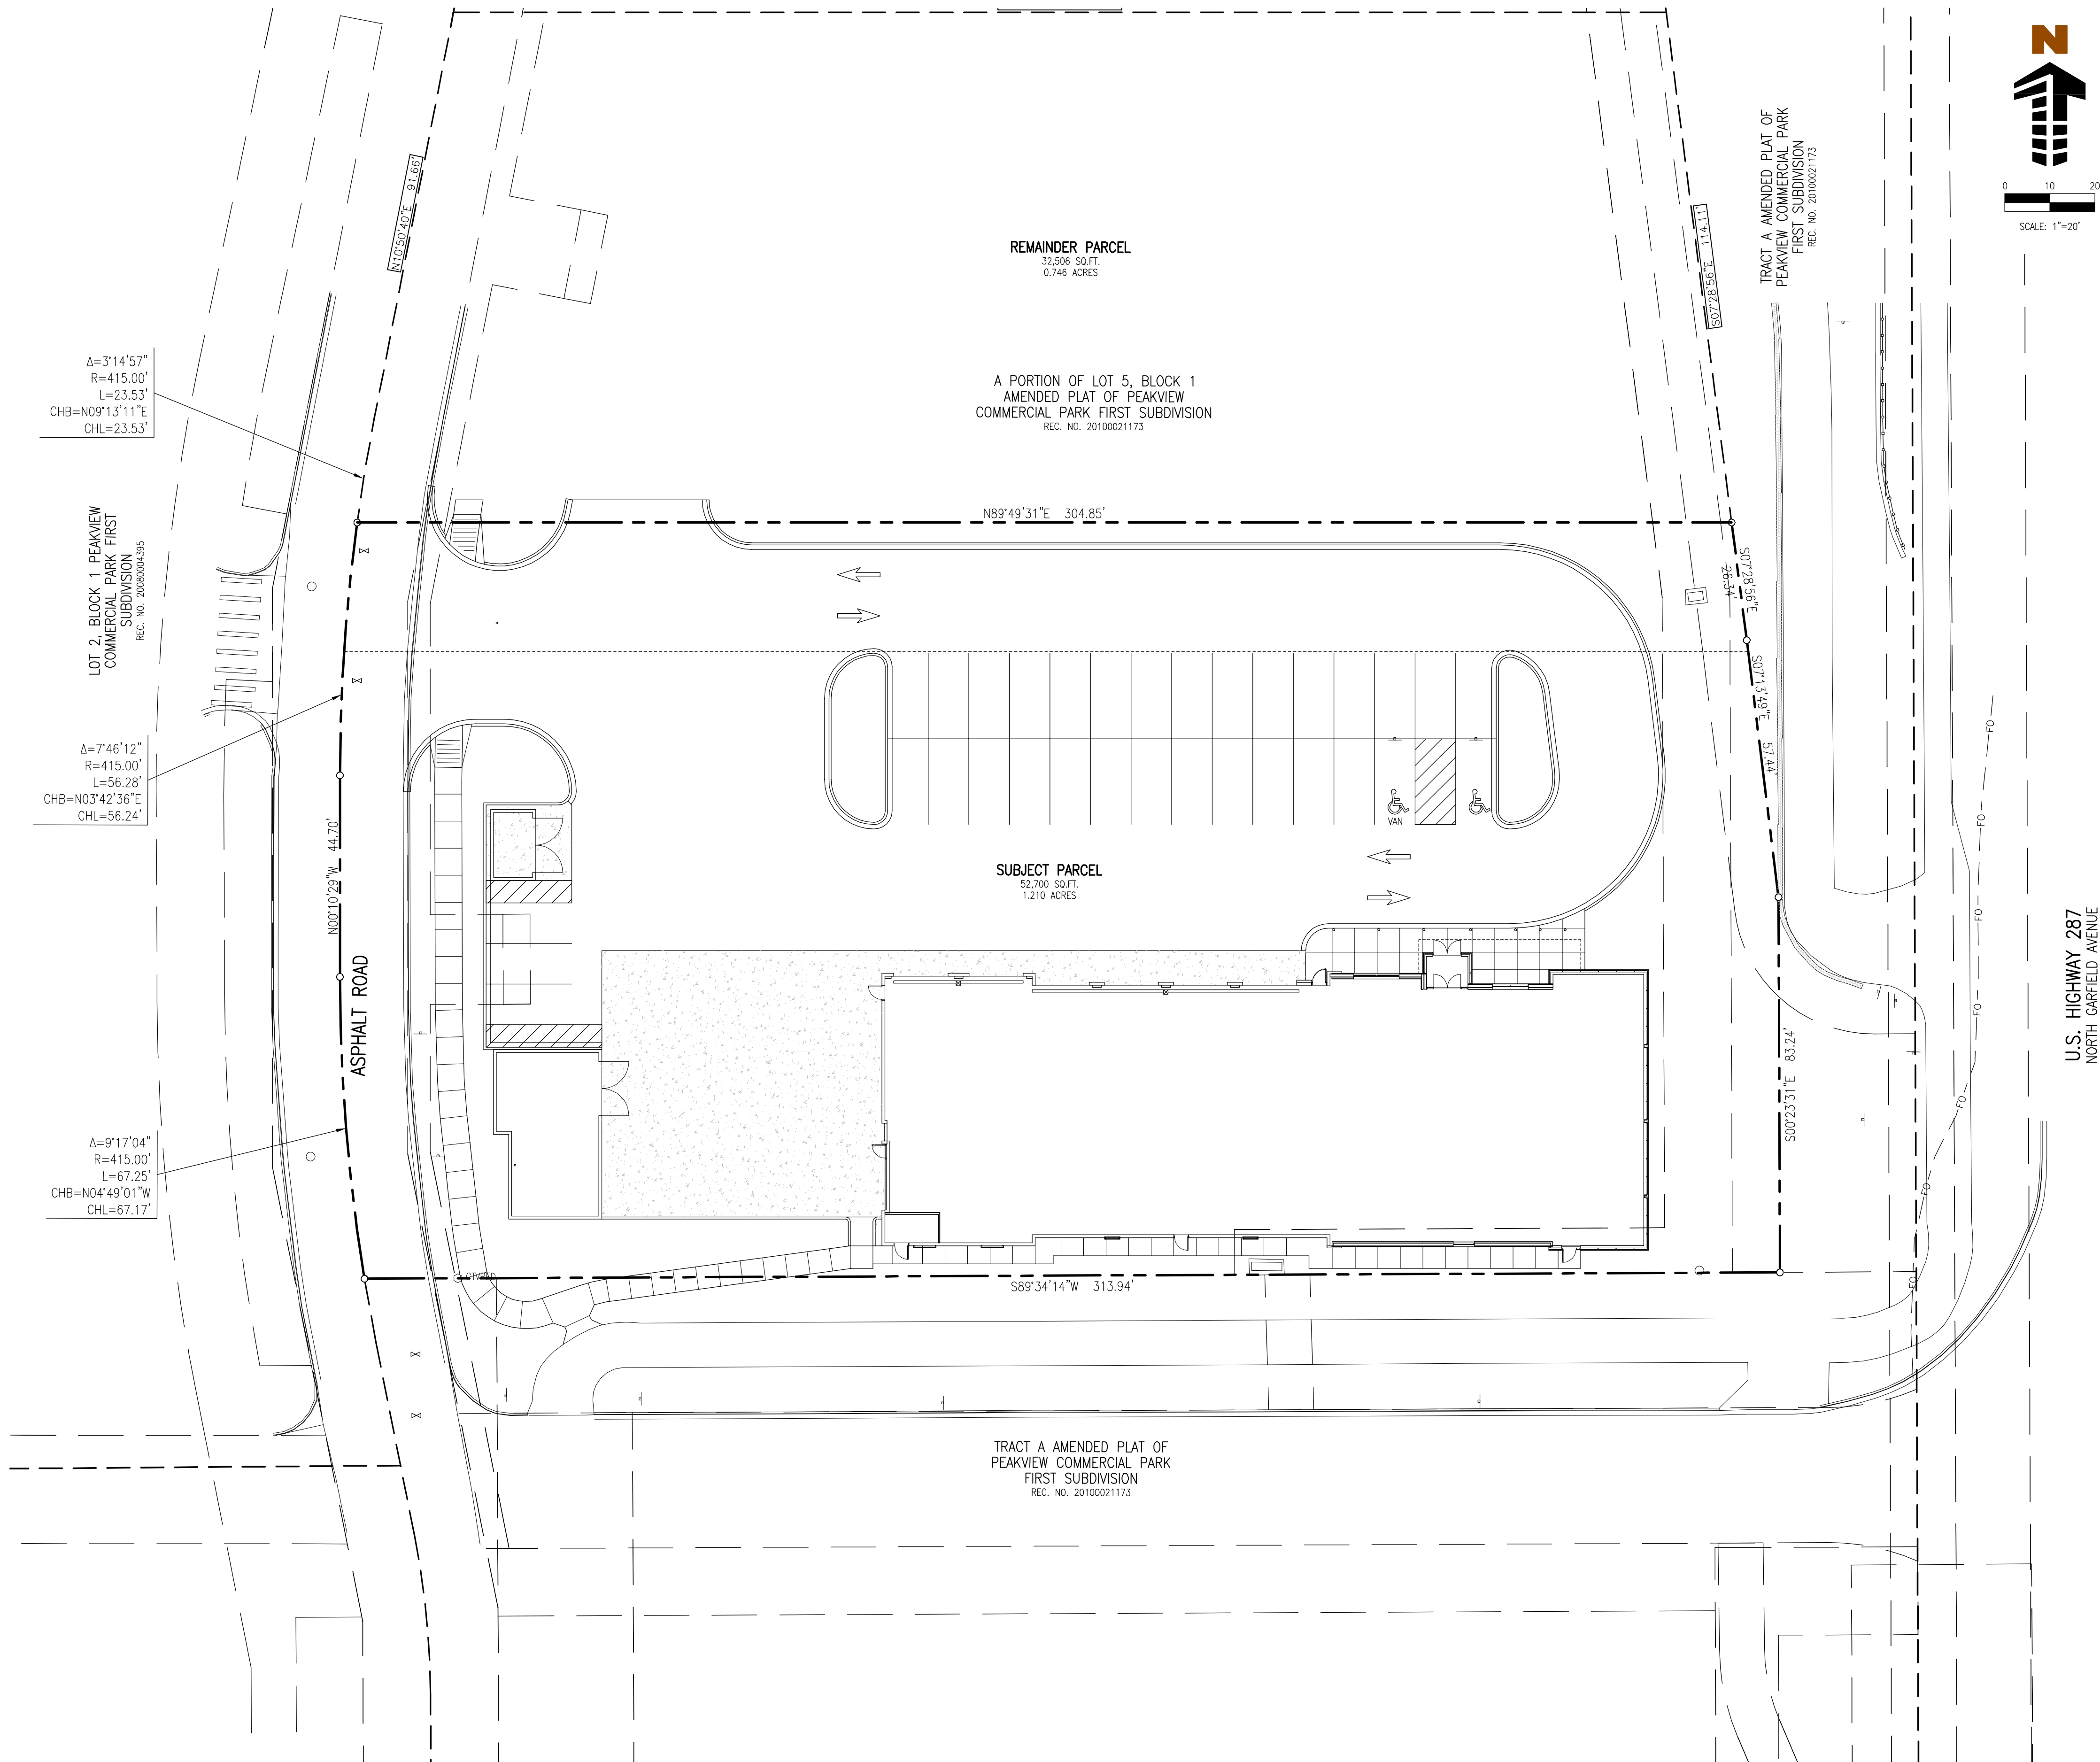 N
0 10 20
SCALE: 1"=20'
TRACT A AMENDED PLAT OF
PEAKVIEW COMMERCIAL PARK
FIRST SUBDIVISION
REC. NO. 20100021173
N10°50'40"E 91.66'
S07°28'56"E 114.11'
REMAINDER PARCEL
32,506 SQ.FT.
0.746 ACRES
A PORTION OF LOT 5, BLOCK 1
AMENDED PLAT OF PEAKVIEW
COMMERCIAL PARK FIRST SUBDIVISION
REC. NO. 20100021173
Δ=3°14'57"
R=415.00'
L=23.53'
CHB=N09°13'11"E
CHL=23.53'
LOT 2, BLOCK 1 PEAKVIEW
COMMERCIAL PARK FIRST
SUBDIVISION
REC. NO. 20080004395
N89°49'31"E 304.85'
S07°28'56"E
26.34'
S07°13'49"E 57.44'
Δ=7°46'12"
R=415.00'
L=56.28'
CHB=N03°42'36"E
CHL=56.24'
N00°10'29"W 44.70'
VAN
SUBJECT PARCEL
52,700 SQ.FT.
1.210 ACRES
ASPHALT ROAD
U.S. HIGHWAY 287
NORTH GARFIELD AVENUE
S00°23'31"E 83.24'
FO
FO
FO
FO
FO
FO
FO
Δ=9°17'04"
R=415.00'
L=67.25'
CHB=N04°49'01"W
CHL=67.17'
CTVPED
S89°34'14"W 313.94'
TRACT A AMENDED PLAT OF
PEAKVIEW COMMERCIAL PARK
FIRST SUBDIVISION
REC. NO. 20100021173